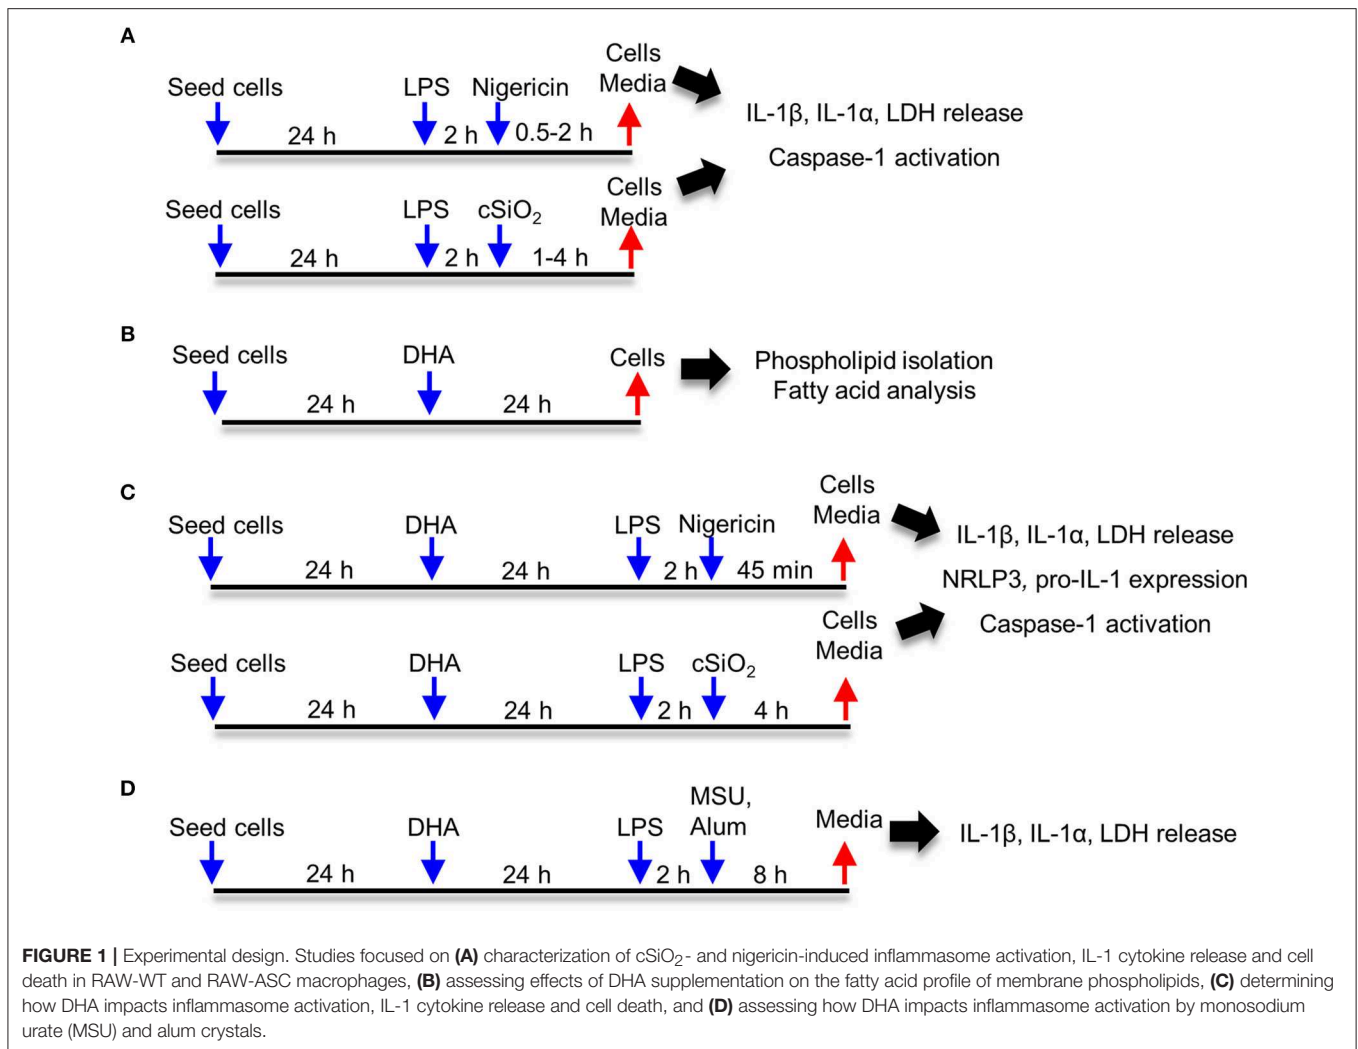 A
Seed cells
LPS
Nigericin
Cells
Media
24 h
2 h
0.5-2 h
IL-1β, IL-1α, LDH release
Caspase-1 activation
Seed cells
LPS
cSiO2
Cells
Media
24 h
2 h
1-4 h
B
Seed cells
DHA
Cells
24 h
24 h
Phospholipid isolation
Fatty acid analysis
C
Seed cells
DHA
LPS
Nigericin
Cells
Media
24 h
24 h
2 h
45 min
IL-1β, IL-1α, LDH release
NRLP3, pro-IL-1 expression
Caspase-1 activation
Seed cells
DHA
LPS
cSiO2
Cells
Media
24 h
24 h
2 h
4 h
D
Seed cells
DHA
LPS
MSU,
Alum
Media
24 h
24 h
2 h
8 h
IL-1β, IL-1α, LDH release
FIGURE 1 | Experimental design. Studies focused on (A) characterization of cSiO2- and nigericin-induced inflammasome activation, IL-1 cytokine release and cell
death in RAW-WT and RAW-ASC macrophages, (B) assessing effects of DHA supplementation on the fatty acid profile of membrane phospholipids, (C) determining
how DHA impacts inflammasome activation, IL-1 cytokine release and cell death, and (D) assessing how DHA impacts inflammasome activation by monosodium
urate (MSU) and alum crystals.